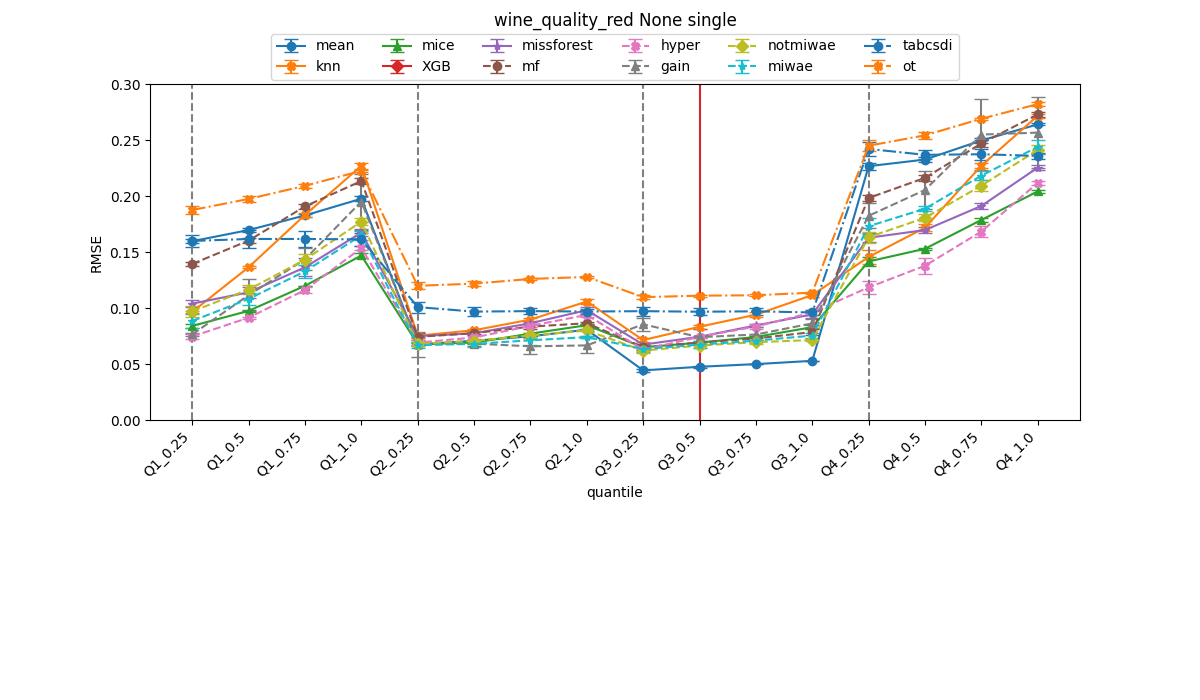 wine_quality_red None single
mean mice missforest hyper notmiwae tabcsdi
knn XGB mf gain miwae ot
0.30
0.25
0.20
0.15
0.10
0.05
0.00
RMSE
Q1_0.25 Q1_0.5 Q1_0.75 Q1_1.0 Q2_0.25 Q2_0.5 Q2_0.75 Q2_1.0 Q3_0.25 Q3_0.5 Q3_0.75 Q3_1.0 Q4_0.25 Q4_0.5 Q4_0.75 Q4_1.0
quantile